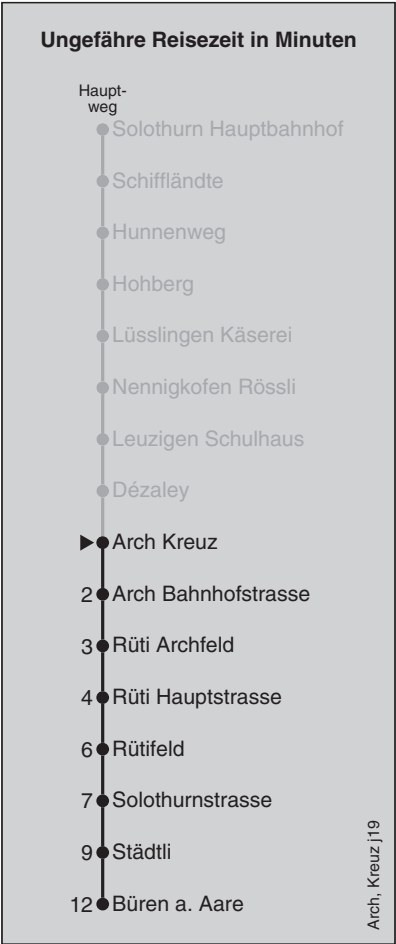 Ungefähre Reisezeit in Minuten
Haupt-
weg
Solothurn Hauptbahnhof
Schiffländte
Hunnenweg
Hohberg
Lüsslingen Käserei
Nennigkofen Rössli
Leuzigen Schulhaus
Dézaley
Arch Kreuz
2 Arch Bahnhofstrasse
3 Rüti Archfeld
4 Rüti Hauptstrasse
6 Rütifeld
7 Solothurnstrasse
9 Städtli
12 Büren a. Aare
Arch, Kreuz j19